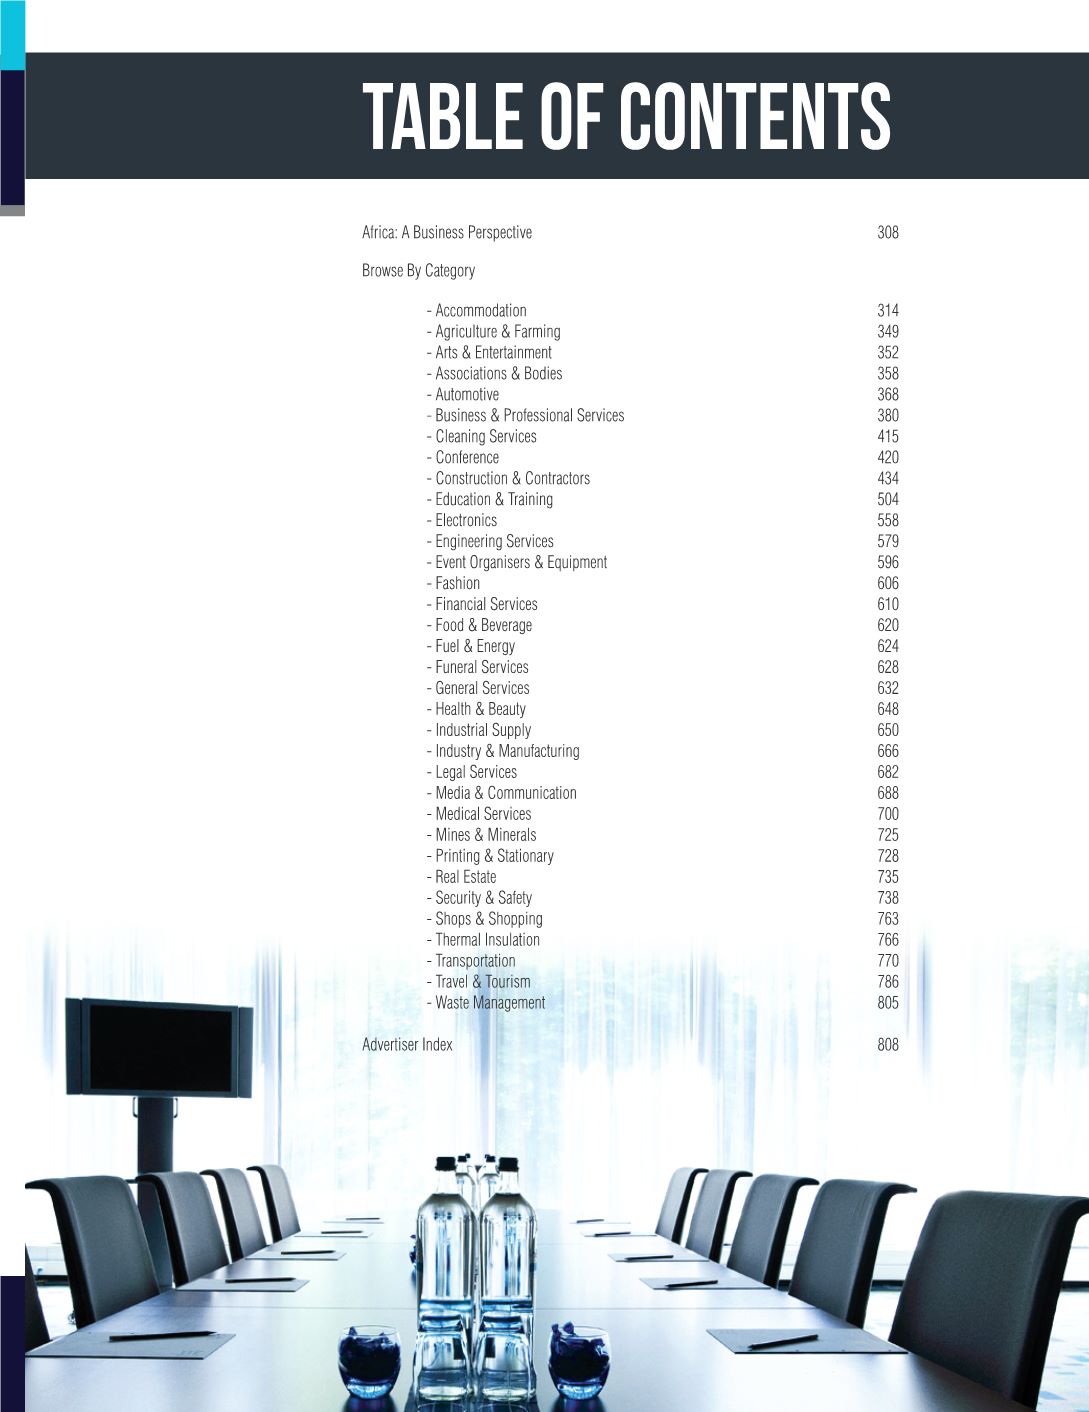 TABLE OF CONTENTS
Africa: A Business Perspective 308
Browse By Category
- Accommodation 314
- Agriculture & Farming 349
- Arts & Entertainment 352
- Associations & Bodies 358
- Automotive 368
- Business & Professional Services 380
- Cleaning Services 415
- Conference 420
- Construction & Contractors 434
- Education & Training 504
- Electronics 558
- Engineering Services 579
- Event Organisers & Equipment 596
- Fashion 606
- Financial Services 610
- Food & Beverage 620
- Fuel & Energy 624
- Funeral Services 628
- General Services 632
- Health & Beauty 648
- Industrial Supply 650
- Industry & Manufacturing 666
- Legal Services 682
- Media & Communication 688
- Medical Services 700
- Mines & Minerals 725
- Printing & Stationary 728
- Real Estate 735
- Security & Safety 738
- Shops & Shopping 763
- Thermal Insulation 766
- Transportation 770
- Travel & Tourism 786
- Waste Management 805
Advertiser Index 808